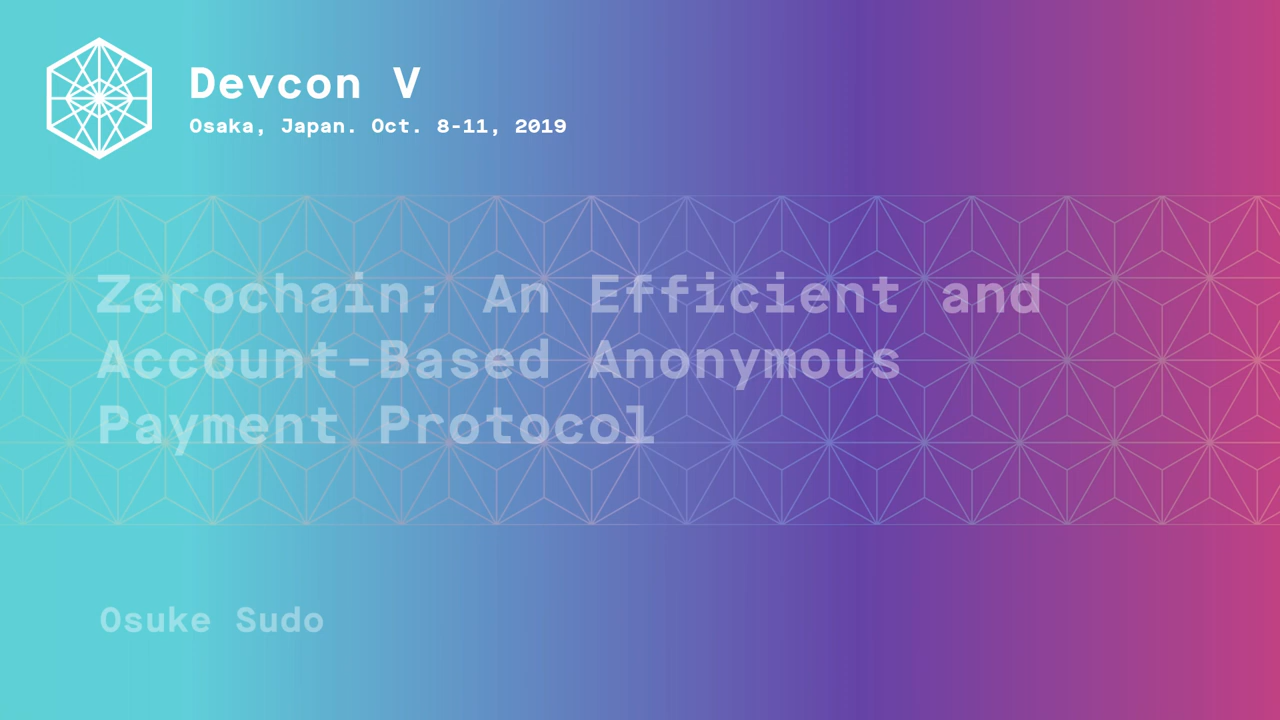 Devcon V
Osaka, Japan. Oct. 8-11, 2019
Zerochain: An Efficient and
Account-Based Anonymous
Payment Protocol
Osuke Sudo